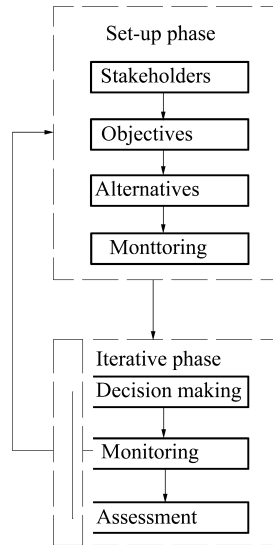 Set-up phase
Stakeholders
Objectives
Alternatives
Monttoring
Iterative phase
Decision making
Monitoring
Assessment